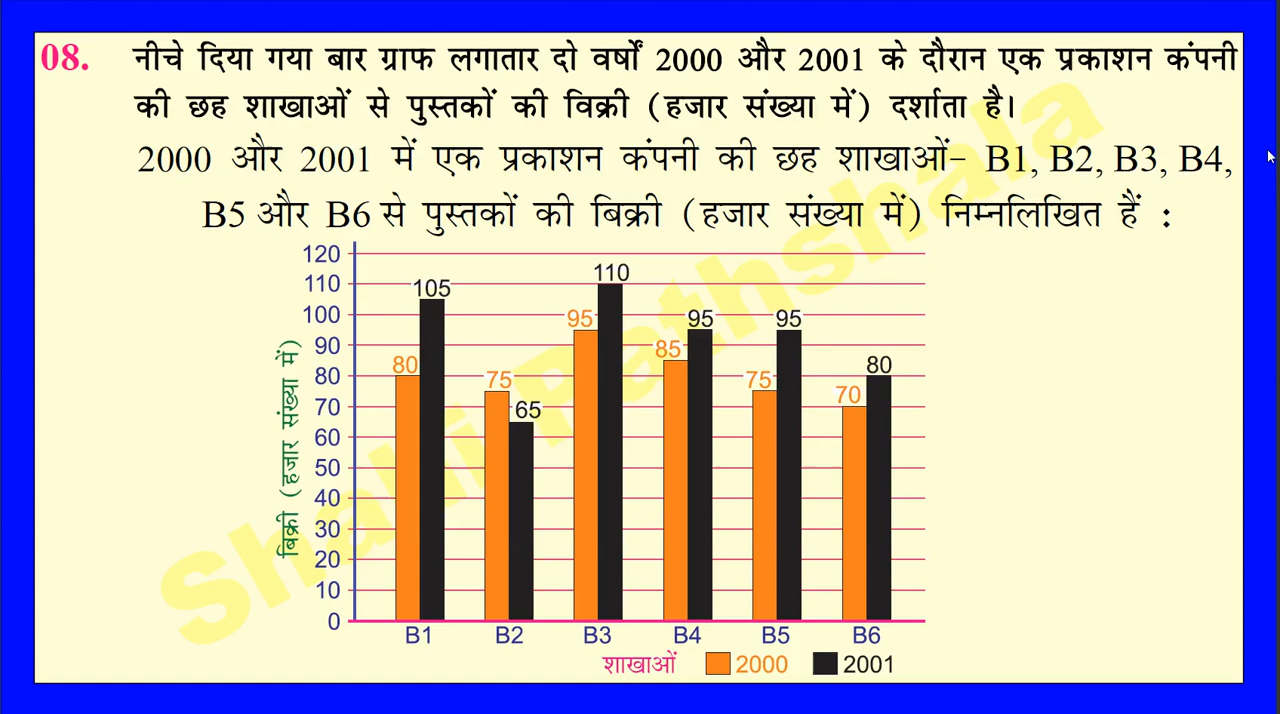 08. नीचे दिया गया बार ग्राफ लगातार दो वर्षों 2000 और 2001 के दौरान एक प्रकाशन कंपनी
की छह शाखाओं से पुस्तकों की विक्री (हजार संख्या में) दर्शाता है।
2000 और 2001 में एक प्रकाशन कंपनी की छह शाखाओं– B1, B2, B3, B4,
B5 और B6 से पुस्तकों की बिक्री (हजार संख्या में) निम्नलिखित हैं :
बिक्री (हजार संख्या में)
120
110
100
90
80
70
60
50
40
30
20
10
0
80 105
75 65
95 110
85 95
75 95
70 80
B1 B2 B3 B4 B5 B6
शाखाओं 2000 2001
Shahi Pathshala